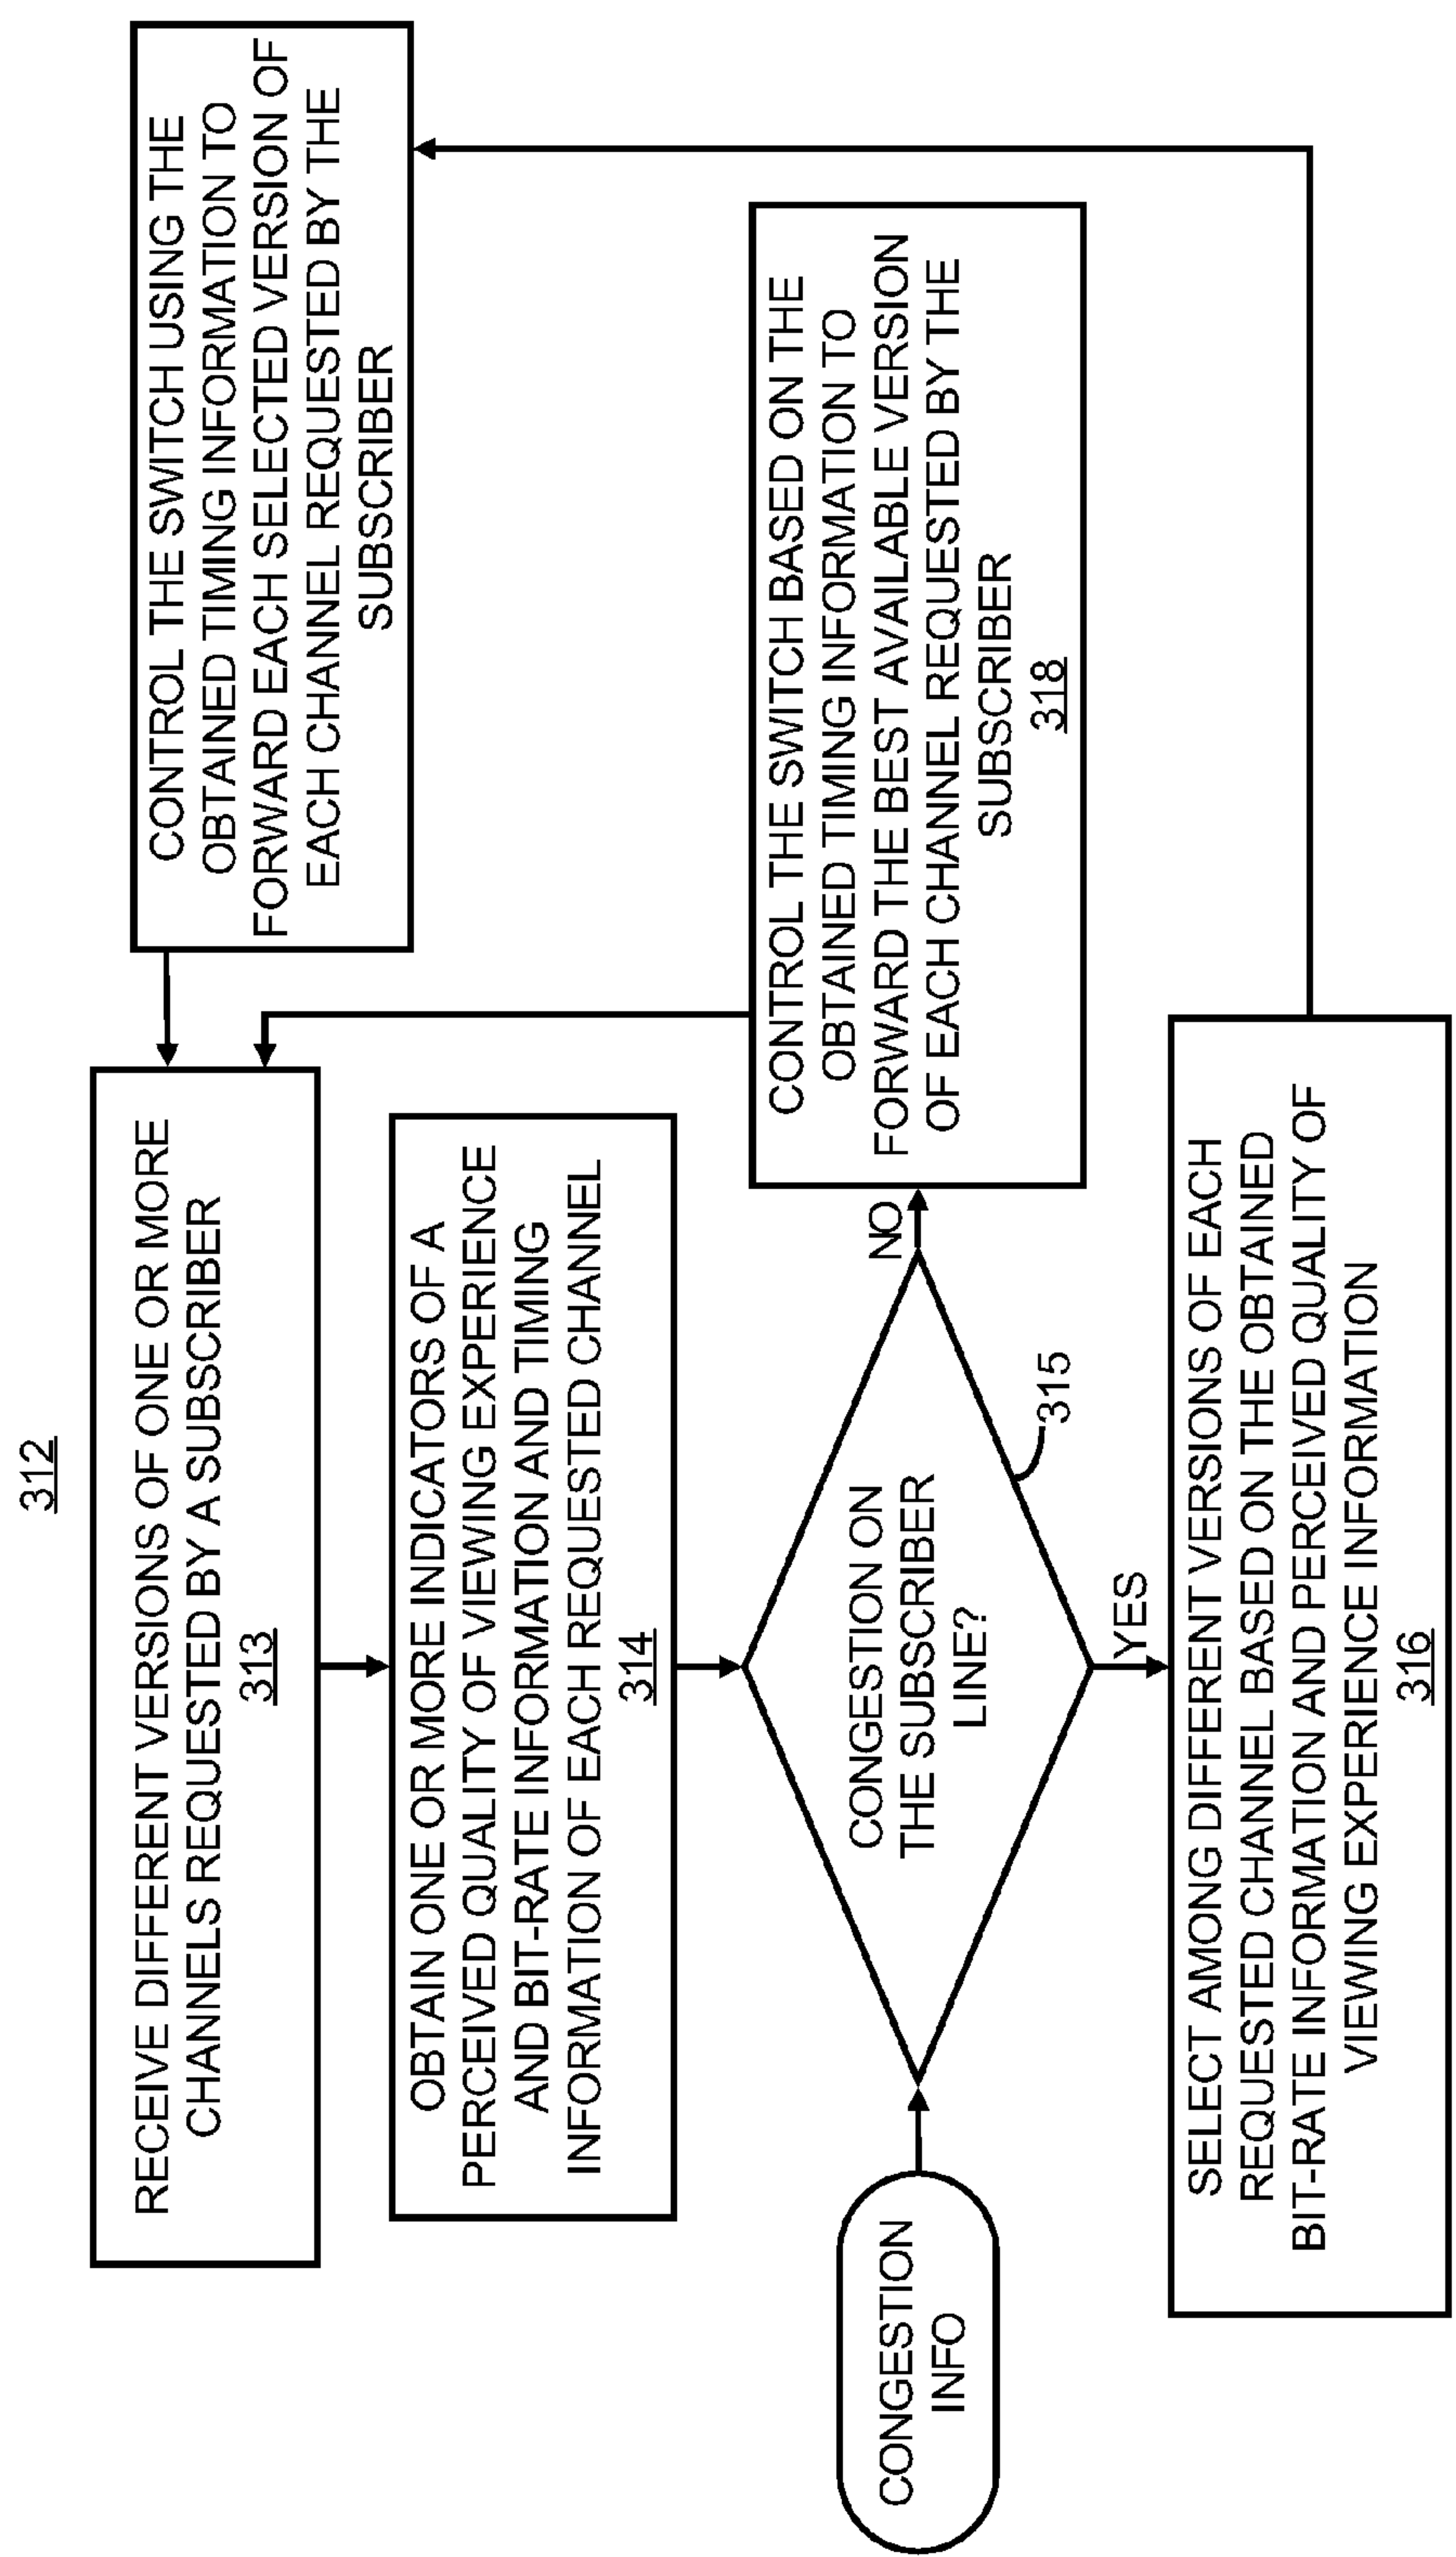 312
RECEIVE DIFFERENT VERSIONS OF ONE OR MORE
CHANNELS REQUESTED BY A SUBSCRIBER
313
OBTAIN ONE OR MORE INDICATORS OF A
PERCEIVED QUALITY OF VIEWING EXPERIENCE
AND BIT-RATE INFORMATION AND TIMING
INFORMATION OF EACH REQUESTED CHANNEL
314
CONGESTION
INFO
CONGESTION ON
THE SUBSCRIBER
LINE?
315
NO
YES
SELECT AMONG DIFFERENT VERSIONS OF EACH
REQUESTED CHANNEL BASED ON THE OBTAINED
BIT-RATE INFORMATION AND PERCEIVED QUALITY OF
VIEWING EXPERIENCE INFORMATION
316
CONTROL THE SWITCH BASED ON THE
OBTAINED TIMING INFORMATION TO
FORWARD THE BEST AVAILABLE VERSION
OF EACH CHANNEL REQUESTED BY THE
SUBSCRIBER
318
CONTROL THE SWITCH USING THE
OBTAINED TIMING INFORMATION TO
FORWARD EACH SELECTED VERSION OF
EACH CHANNEL REQUESTED BY THE
SUBSCRIBER